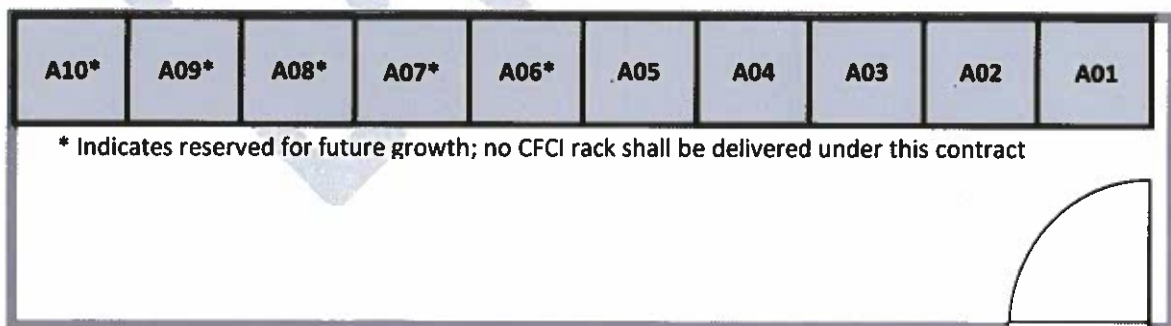 A10* A09* A08* A07* A06* A05 A04 A03 A02 A01
* Indicates reserved for future growth; no CFCI rack shall be delivered under this contract